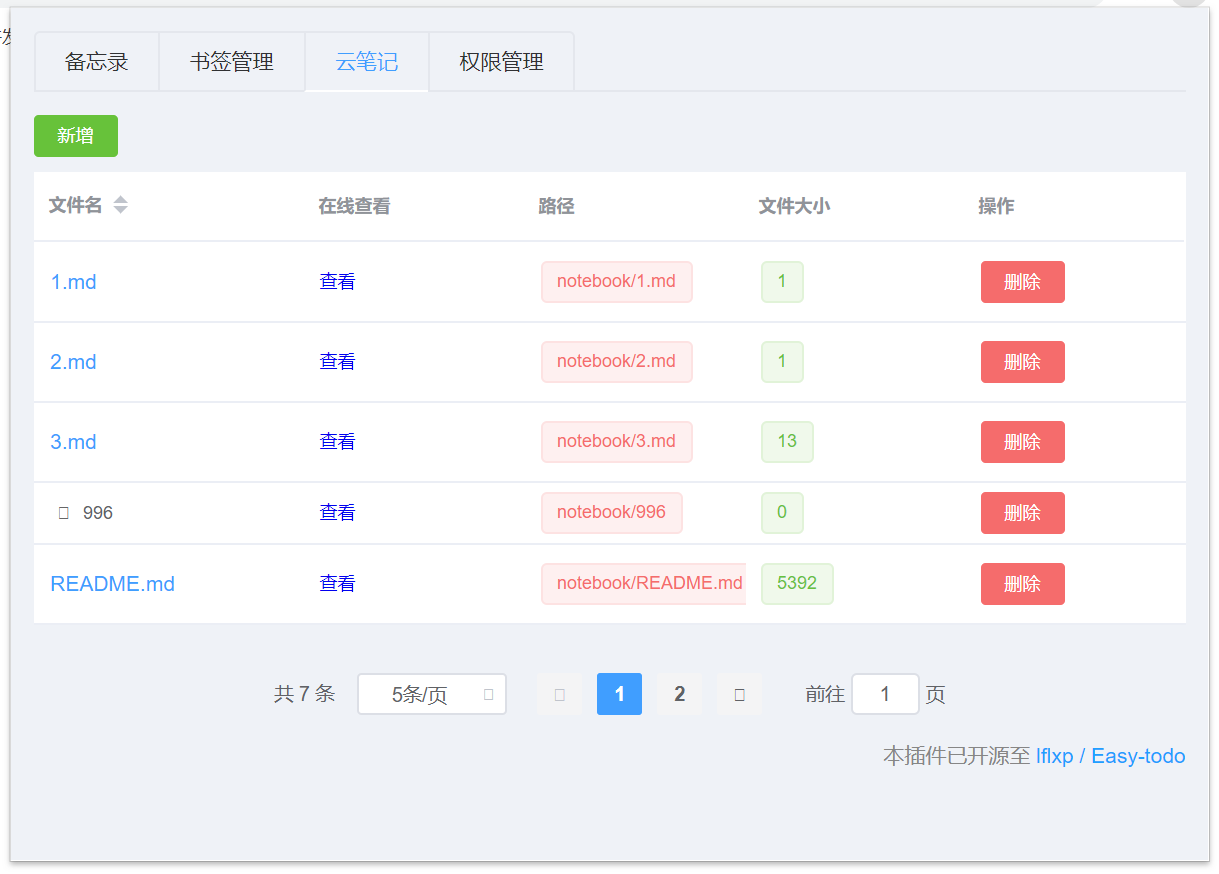 备忘录 书签管理 云笔记 权限管理
新增
文件名 在线查看 路径 文件大小 操作
1.md 查看 notebook/1.md 1 删除
2.md 查看 notebook/2.md 1 删除
3.md 查看 notebook/3.md 13 删除
996 查看 notebook/996 0 删除
README.md 查看 notebook/README.md 5392 删除
共 7 条 5条/页 1 2 前往 1 页
本插件已开源至 lflxp / Easy-todo